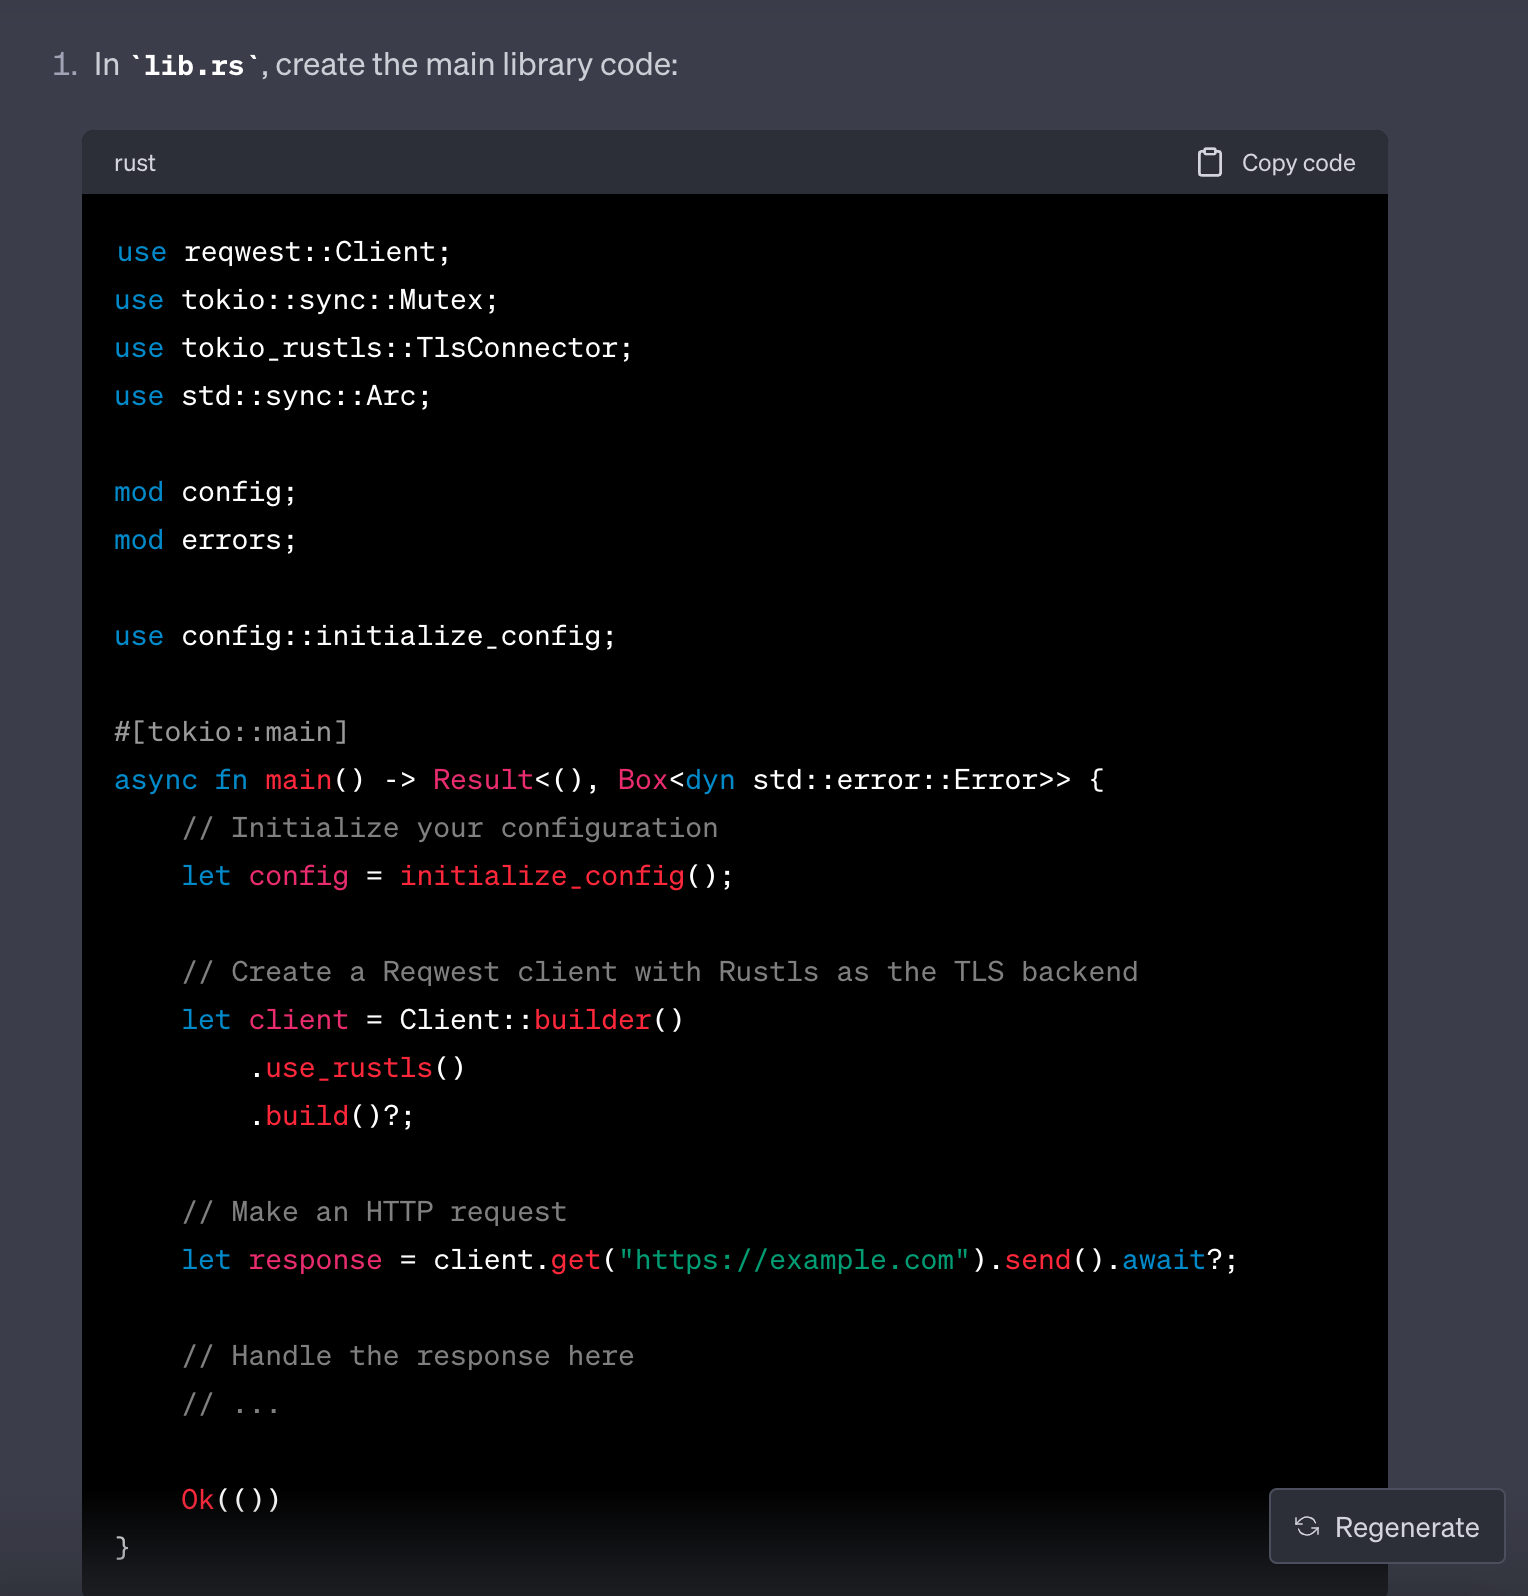 1. In `lib.rs`, create the main library code:
rust
Copy code
use reqwest::Client;
use tokio::sync::Mutex;
use tokio_rustls::TlsConnector;
use std::sync::Arc;
mod config;
mod errors;
use config::initialize_config;
#[tokio::main]
async fn main() -> Result<(), Box<dyn std::error::Error>> {
    // Initialize your configuration
    let config = initialize_config();
    // Create a Reqwest client with Rustls as the TLS backend
    let client = Client::builder()
        .use_rustls()
        .build()?;
    // Make an HTTP request
    let response = client.get("https://example.com").send().await?;
    // Handle the response here
    // ...
    Ok(())
}
Regenerate